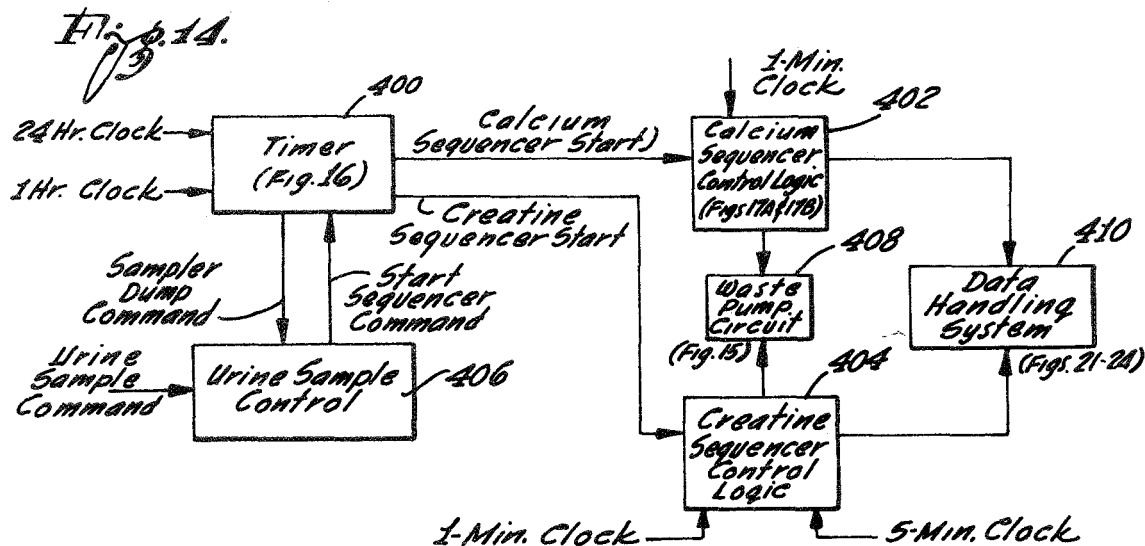 Fig.14.
24 Hr. Clock
1 Hr. Clock
400
Timer
(Fig.16)
Calcium
Sequencer Start)
Creatine
Sequencer Start
1-Min.
Clock
402
Calcium
Sequencer
Control Logic
(Figs 17A & 17B)
408
Waste
Pump
Circuit
(Fig.15)
410
Data
Handling
System
(Figs. 21-24)
Sampler
Dump
Command
Start
Sequencer
Command
Urine
Sample
Command
Urine Sample
Control
406
404
Creatine
Sequencer
Control
Logic
1-Min. Clock
5-Min. Clock